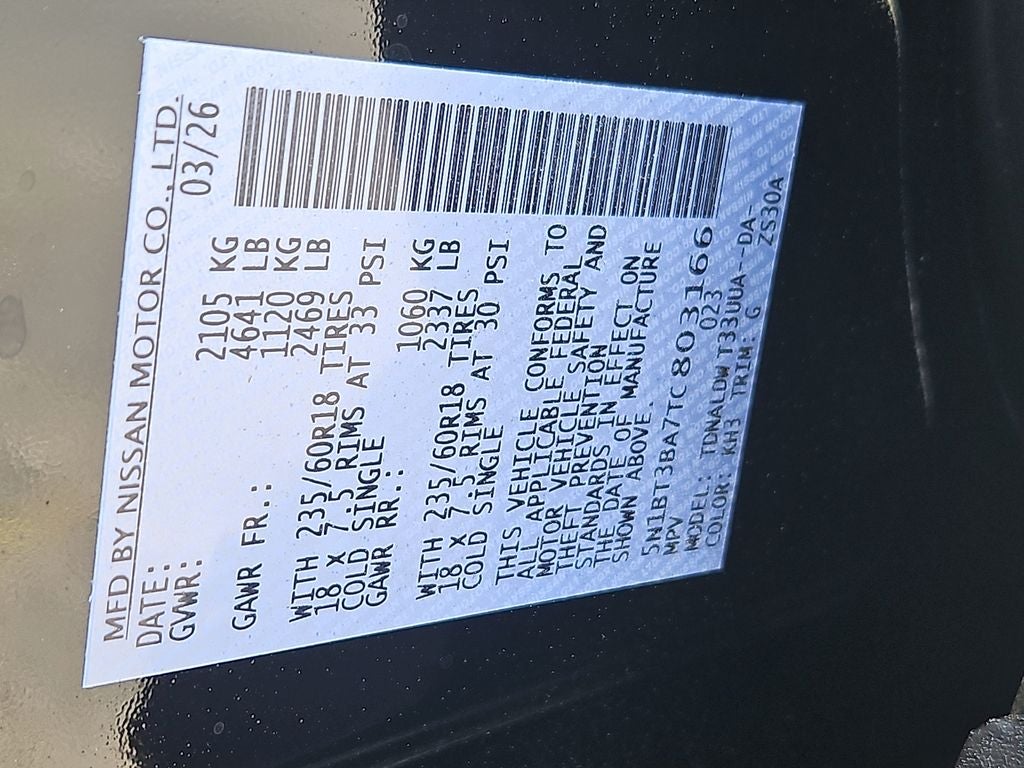 MFD BY NISSAN MOTOR CO., LTD.
DATE: 03/26
GVWR: 2105 KG
4641 LB
GAWR FR.: 1120 KG
2469 LB
WITH 235/60R18 TIRES
18 X 7.5 RIMS AT 33 PSI
COLD SINGLE
GAWR RR.: 1060 KG
2337 LB
WITH 235/60R18 TIRES
18 X 7.5 RIMS AT 30 PSI
COLD SINGLE
THIS VEHICLE CONFORMS TO
ALL APPLICABLE FEDERAL
MOTOR VEHICLE SAFETY AND
THEFT PREVENTION
STANDARDS IN EFFECT ON
THE DATE OF MANUFACTURE
SHOWN ABOVE.
5N1BT3BA7TC803166
MPV 023
MODEL: TDNALDWT33UUA--DA-
COLOR: KH3 TRIM: G ZS30A